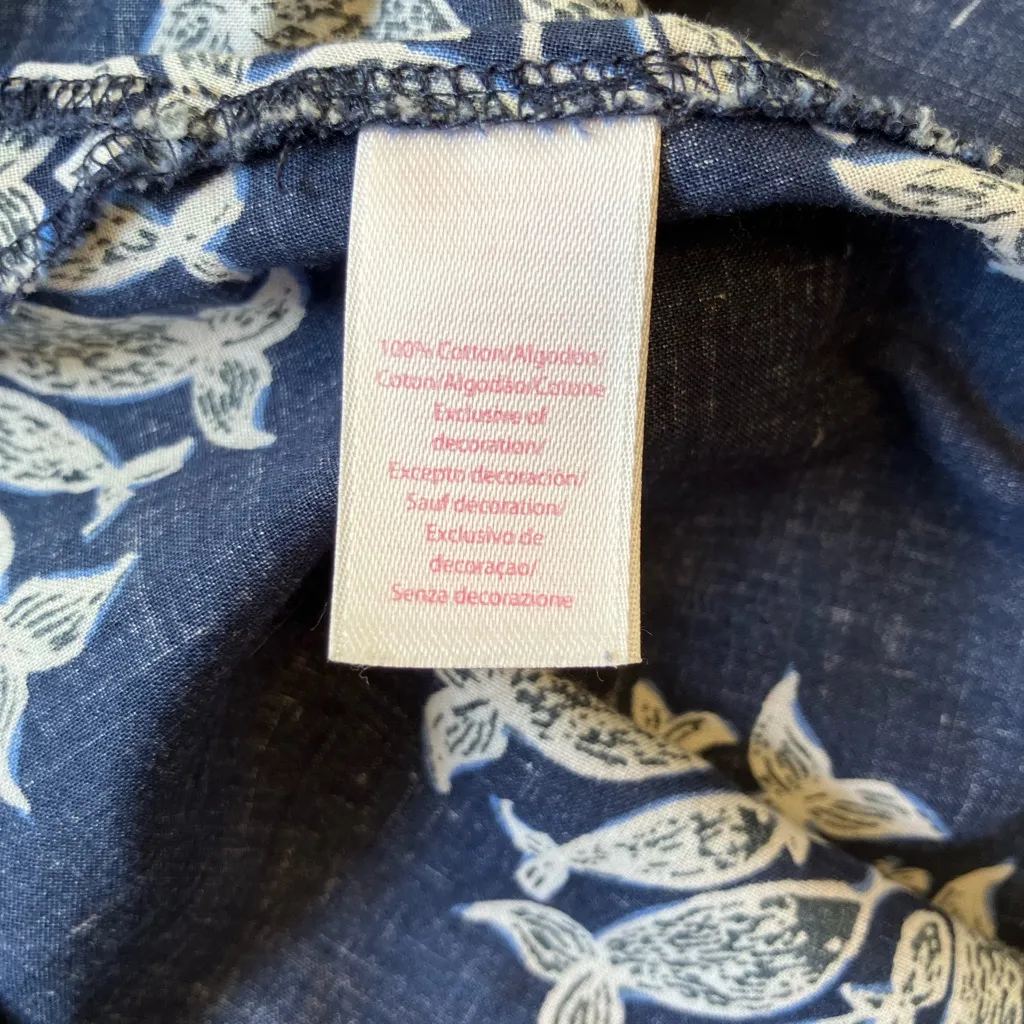 100% Cotton/Algodón/
Coton/Algodão/Cotone
Exclusive of
decoration/
Excepto decoración/
Sauf decoration/
Exclusivo de
decoraçao/
Senza decorazione